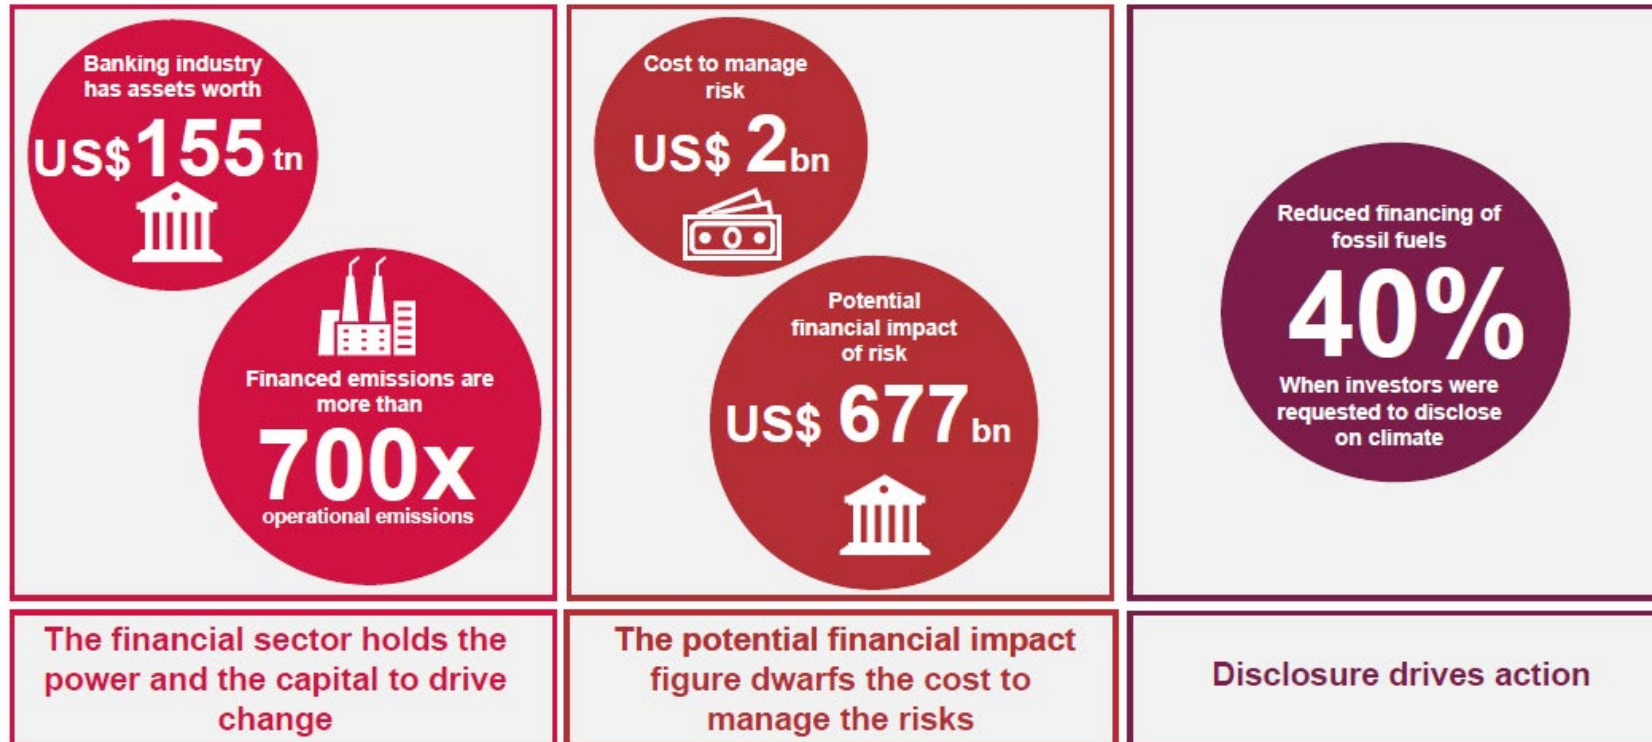 Banking industry
has assets worth
US$155 tn
Financed emissions are
more than
700x
operational emissions
The financial sector holds the
power and the capital to drive
change
Cost to manage
risk
US$ 2bn
Potential
financial impact
of risk
US$ 677bn
The potential financial impact
figure dwarfs the cost to
manage the risks
Reduced financing of
fossil fuels
40%
When investors were
requested to disclose
on climate
Disclosure drives action